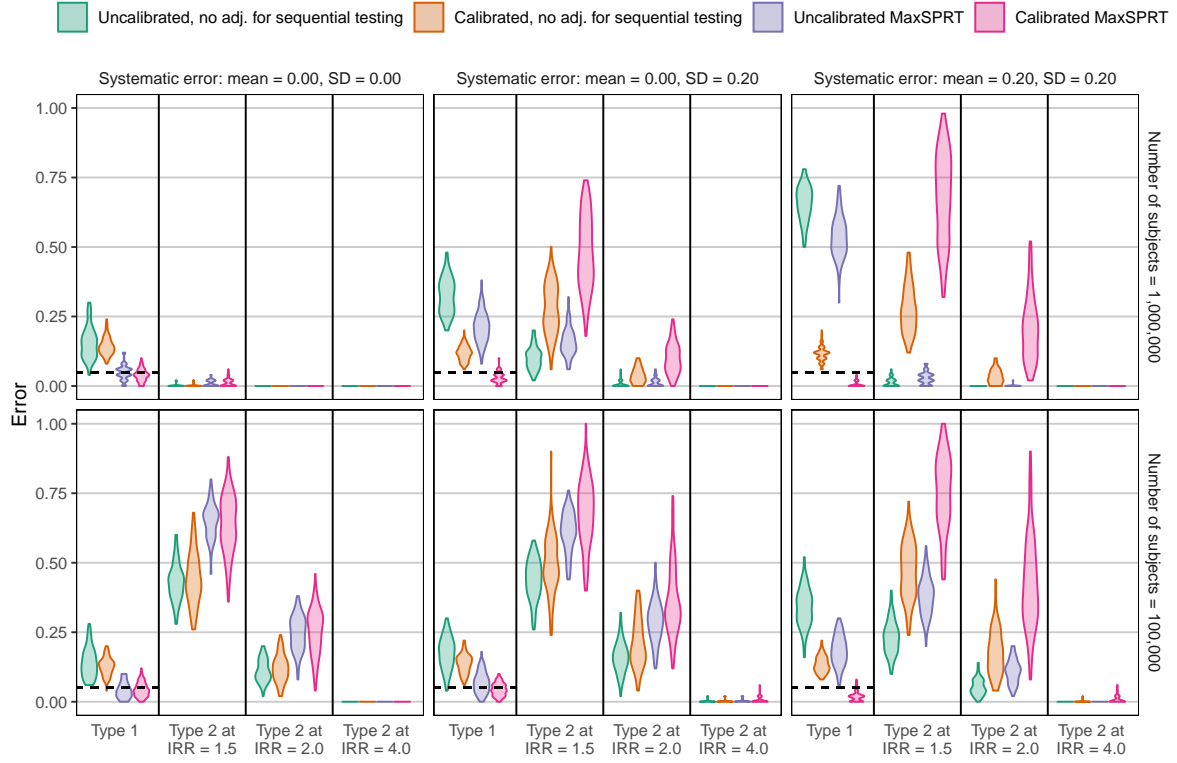 Uncalibrated, no adj. for sequential testing Calibrated, no adj. for sequential testing Uncalibrated MaxSPRT Calibrated MaxSPRT
Systematic error: mean = 0.00, SD = 0.00 Systematic error: mean = 0.00, SD = 0.20 Systematic error: mean = 0.20, SD = 0.20
Error
1.00
0.75
0.50
0.25
0.00
Number of subjects = 1,000,000
1.00
0.75
0.50
0.25
0.00
Number of subjects = 100,000
Type 1 Type 2 at Type 2 at Type 2 at Type 1 Type 2 at Type 2 at Type 2 at Type 1 Type 2 at Type 2 at Type 2 at
IRR = 1.5 IRR = 2.0 IRR = 4.0 IRR = 1.5 IRR = 2.0 IRR = 4.0 IRR = 1.5 IRR = 2.0 IRR = 4.0